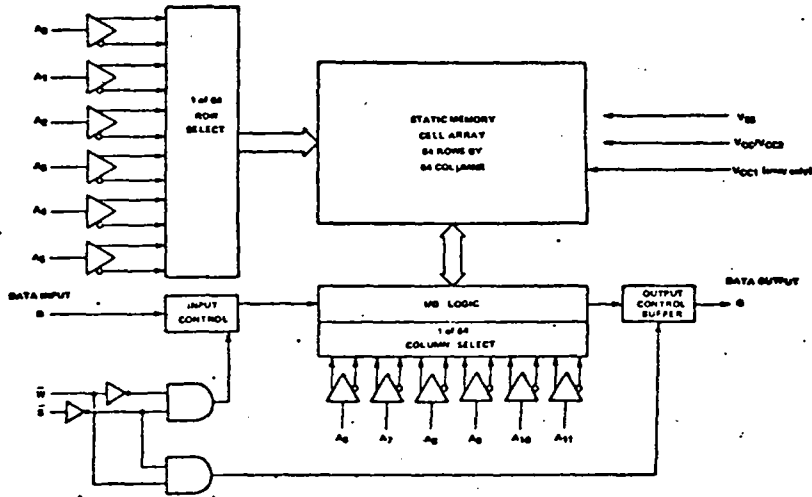 A0
A1
A2
A3
A4
A5
1 of 64
ROW
SELECT
STATIC MEMORY
CELL ARRAY
64 ROWS BY
64 COLUMNS
VSS
VCC/VCC2
VCC1 (array only)
DATA INPUT
D
INPUT
CONTROL
I/O LOGIC
1 of 64
COLUMN SELECT
OUTPUT
CONTROL
BUFFER
DATA OUTPUT
Q
W̅
S̅
A6
A7
A8
A9
A10
A11